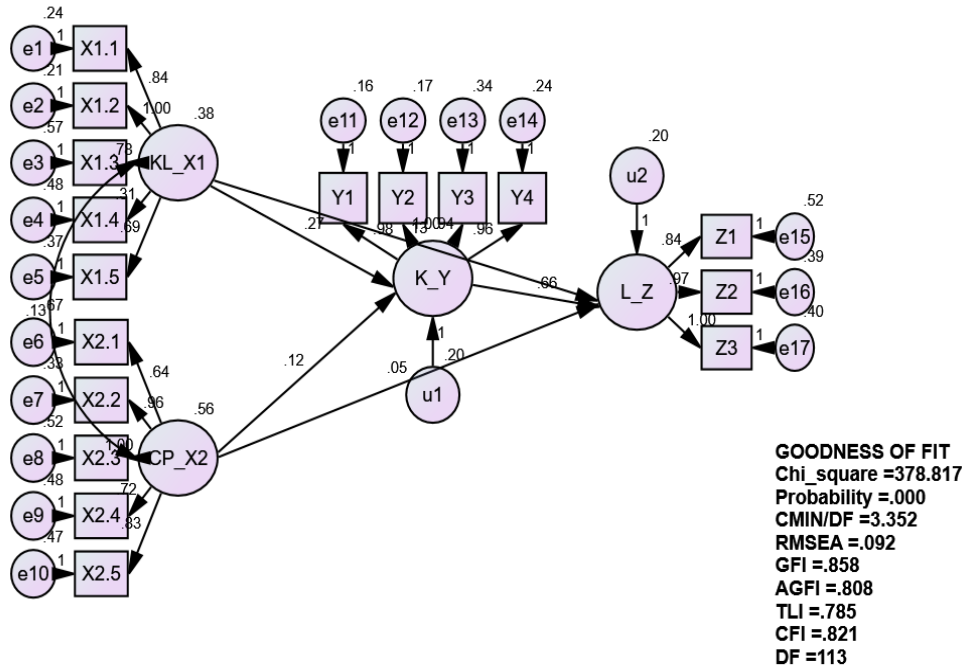 .24
e1 1 X1.1
.21
.84
e2 1 X1.2
1.00
.38
.57
e3 1 X1.3
.78
KL_X1
.48
e4 1 X1.4
.31
.37
.69
e5 1 X1.5
.67
.13
e6 1 X2.1
.33
.64
e7 1 X2.2
.96
.56
.52
e8 1 X2.3
1.00
CP_X2
.48
.72
e9 1 X2.4
.83
.47
e10 1 X2.5
.16 .17 .34 .24
e11 e12 e13 e14
1 1 1 1
Y1 Y2 Y3 Y4
.27 .98 1.00 .13 .94 .96
K_Y
.66
1
.12
.05 .20
u1
.20
u2
1
L_Z
.52
.84 Z1 1 e15
.39
.97 Z2 1 e16
.40
1.00 Z3 1 e17
GOODNESS OF FIT
Chi_square =378.817
Probability =.000
CMIN/DF =3.352
RMSEA =.092
GFI =.858
AGFI =.808
TLI =.785
CFI =.821
DF =113